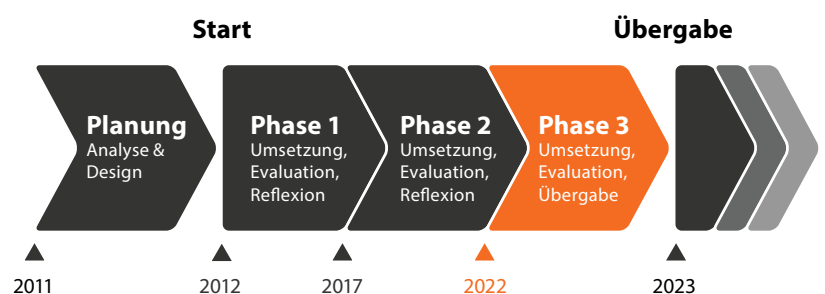 Start
Übergabe
Planung
Analyse &
Design
Phase 1
Umsetzung,
Evaluation,
Reflexion
Phase 2
Umsetzung,
Evaluation,
Reflexion
Phase 3
Umsetzung,
Evaluation,
Übergabe
2011
2012
2017
2022
2023